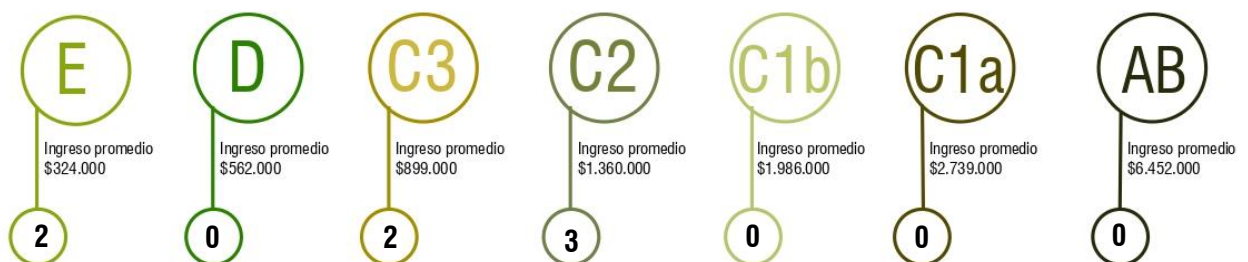 E
D
C3
C2
C1b
C1a
AB
Ingreso promedio
$324.000
Ingreso promedio
$562.000
Ingreso promedio
$899.000
Ingreso promedio
$1.360.000
Ingreso promedio
$1.986.000
Ingreso promedio
$2.739.000
Ingreso promedio
$6.452.000
2
0
2
3
0
0
0